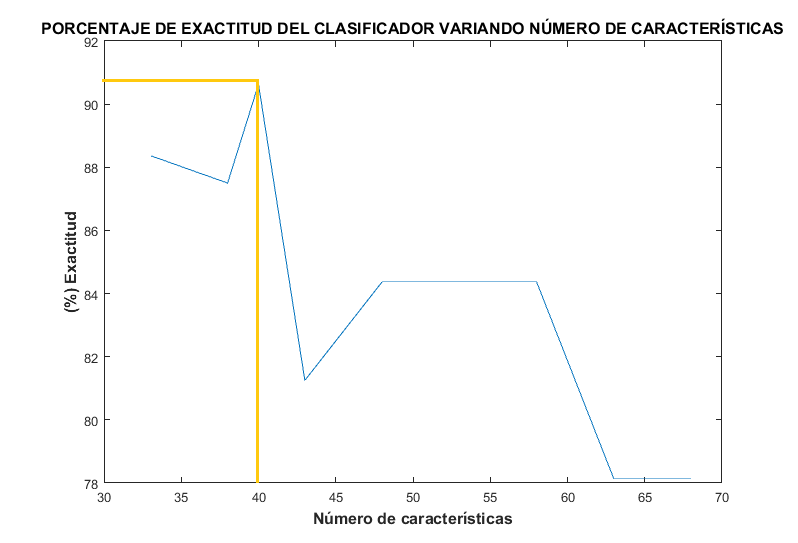 PORCENTAJE DE EXACTITUD DEL CLASIFICADOR VARIANDO NÚMERO DE CARACTERÍSTICAS
92
90
88
86
84
82
80
78
(%) Exactitud
30 35 40 45 50 55 60 65 70
Número de características